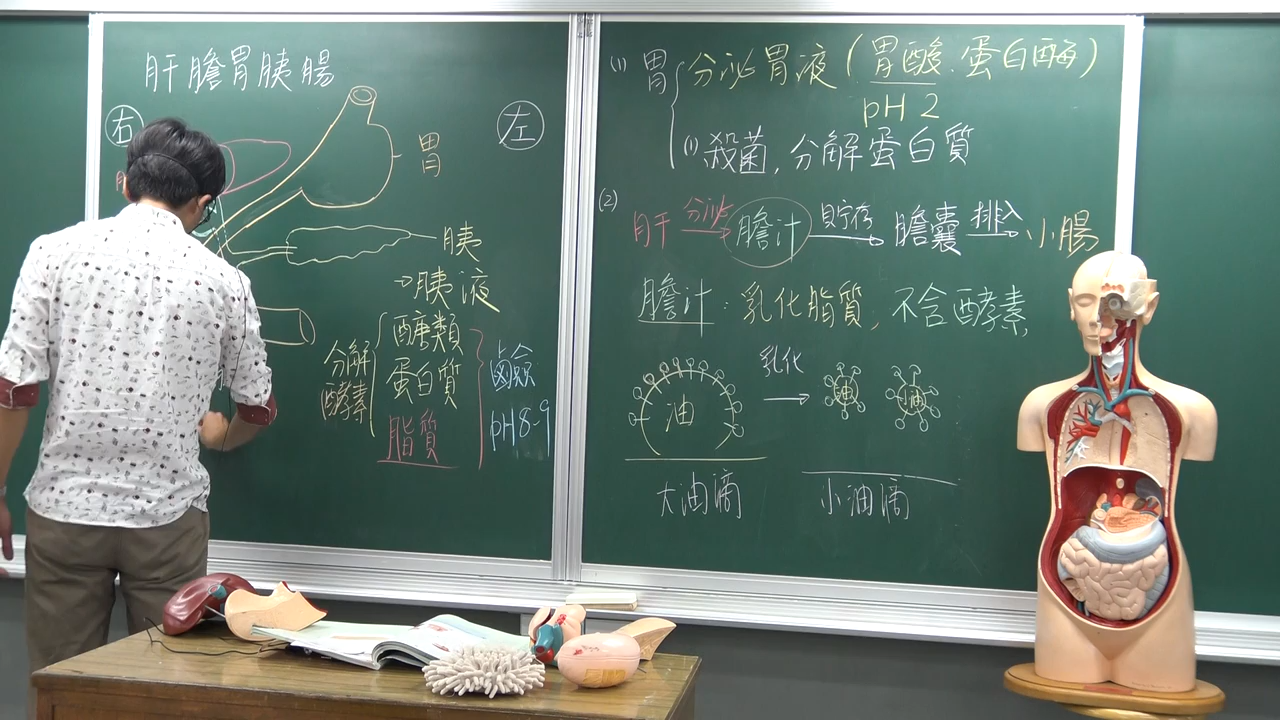 肝膽胃胰腸
右
左
胃
胰
→胰液
分解酵素
醣類
蛋白質
脂質
鹼
pH8-9
(1) 胃 分泌胃液(胃酸、蛋白酶)
pH 2
(1) 殺菌, 分解蛋白質
(2)
肝 分泌 膽汁 貯存 膽囊 排入 小腸
膽汁:乳化脂質, 不含酵素
油 乳化 油 油
大油滴 小油滴